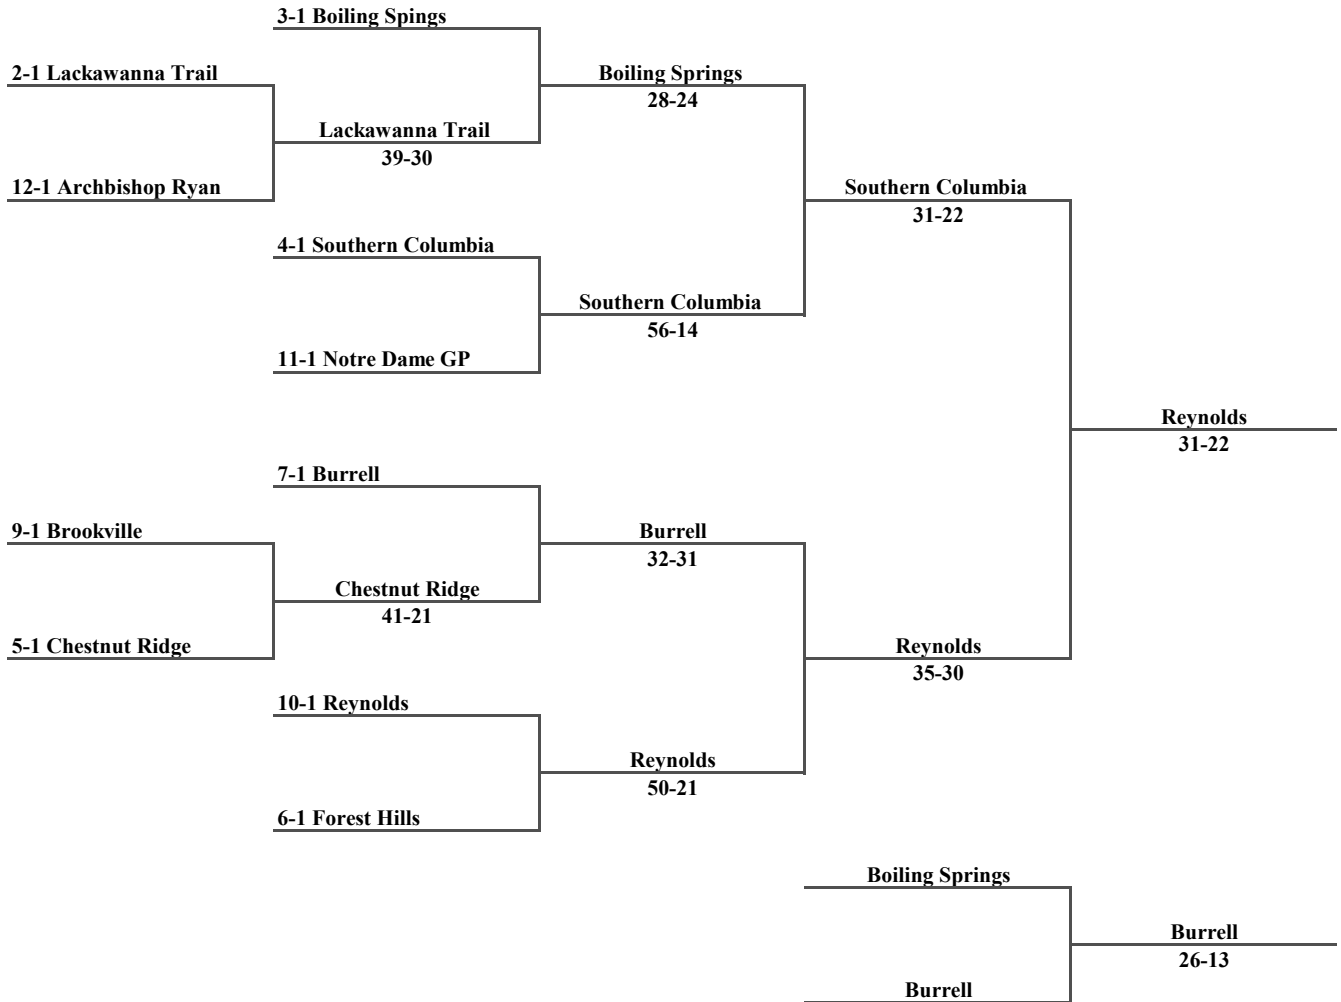 3-1 Boiling Spings
2-1 Lackawanna Trail
Boiling Springs
28-24
Lackawanna Trail
39-30
12-1 Archbishop Ryan
Southern Columbia
31-22
4-1 Southern Columbia
Southern Columbia
56-14
11-1 Notre Dame GP
Reynolds
31-22
7-1 Burrell
9-1 Brookville
Burrell
32-31
Chestnut Ridge
41-21
5-1 Chestnut Ridge
Reynolds
35-30
10-1 Reynolds
Reynolds
50-21
6-1 Forest Hills
Boiling Springs
Burrell
26-13
Burrell